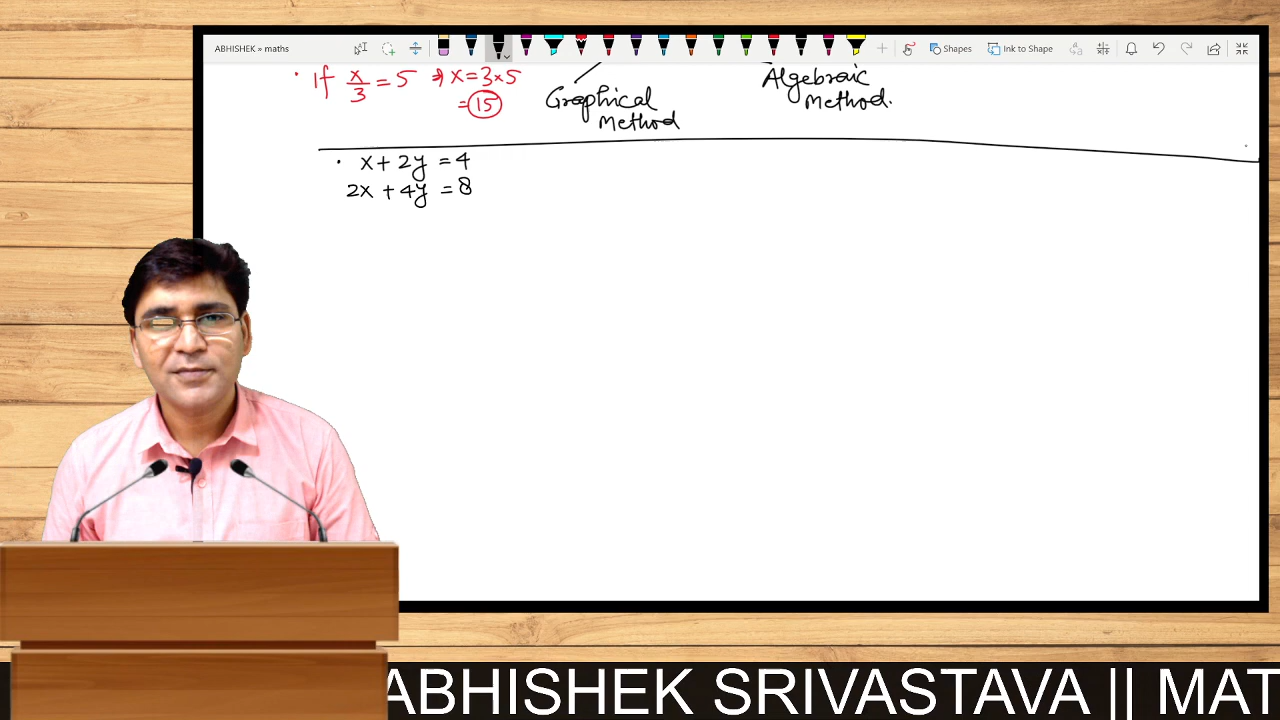 ABHISHEK » maths
Shapes
Ink to Shape
· If x/3 = 5 ⇒ x = 3×5
= 15
Graphical
Method
Algebraic
Method.
· x + 2y = 4
2x + 4y = 8
ABHISHEK SRIVASTAVA || MAT